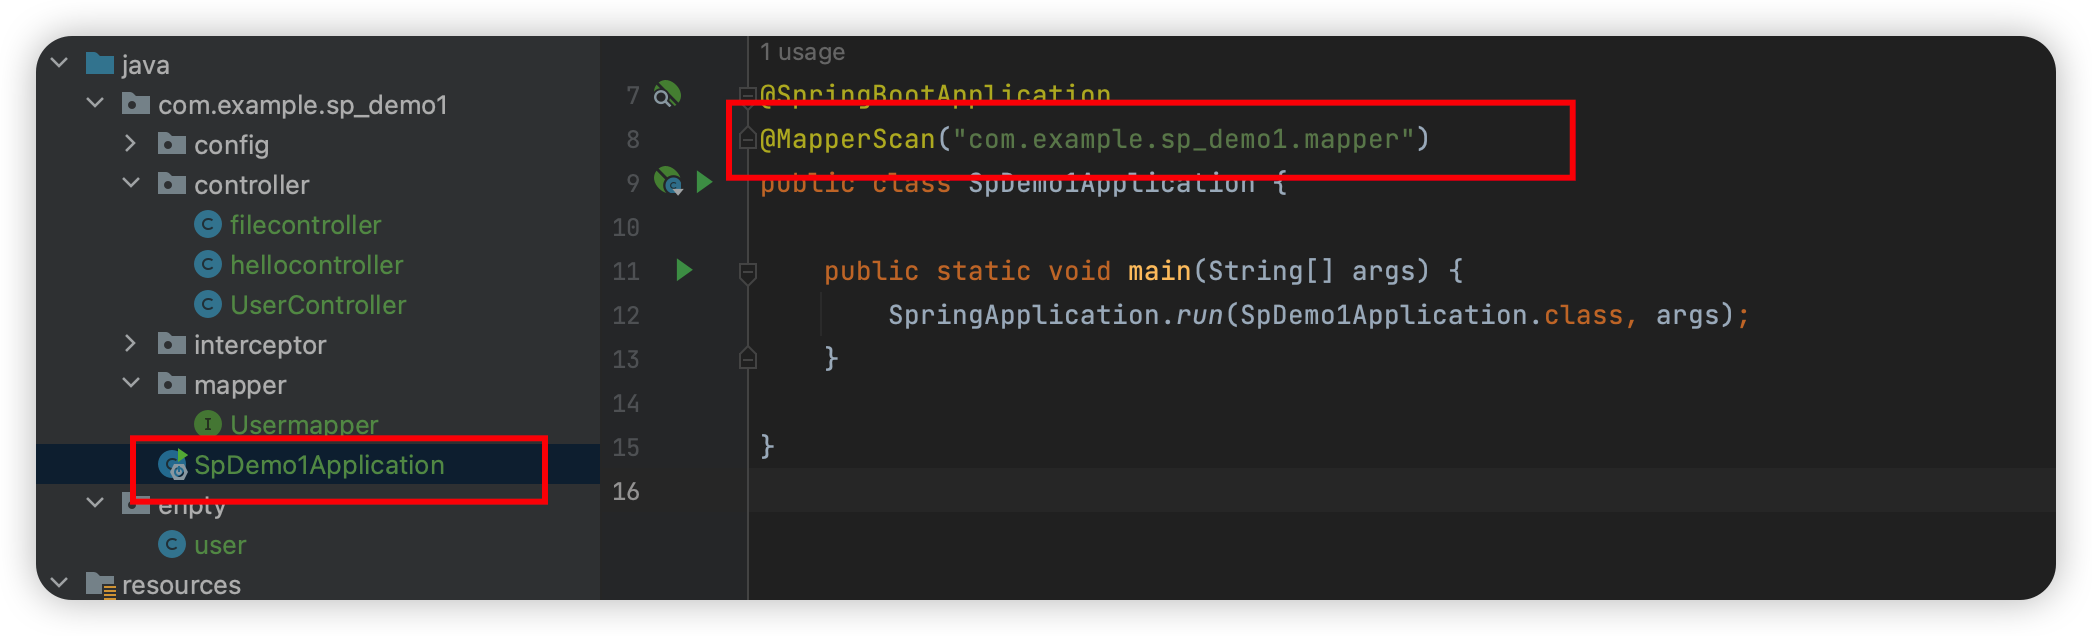 java
com.example.sp_demo1
config
controller
filecontroller
hellocontroller
UserController
interceptor
mapper
Usermapper
SpDemo1Application
enpty
user
resources
1 usage
7 @SpringBootApplication
8 @MapperScan("com.example.sp_demo1.mapper")
9 public class SpDemo1Application {
10
11 public static void main(String[] args) {
12 SpringApplication.run(SpDemo1Application.class, args);
13 }
14
15 }
16